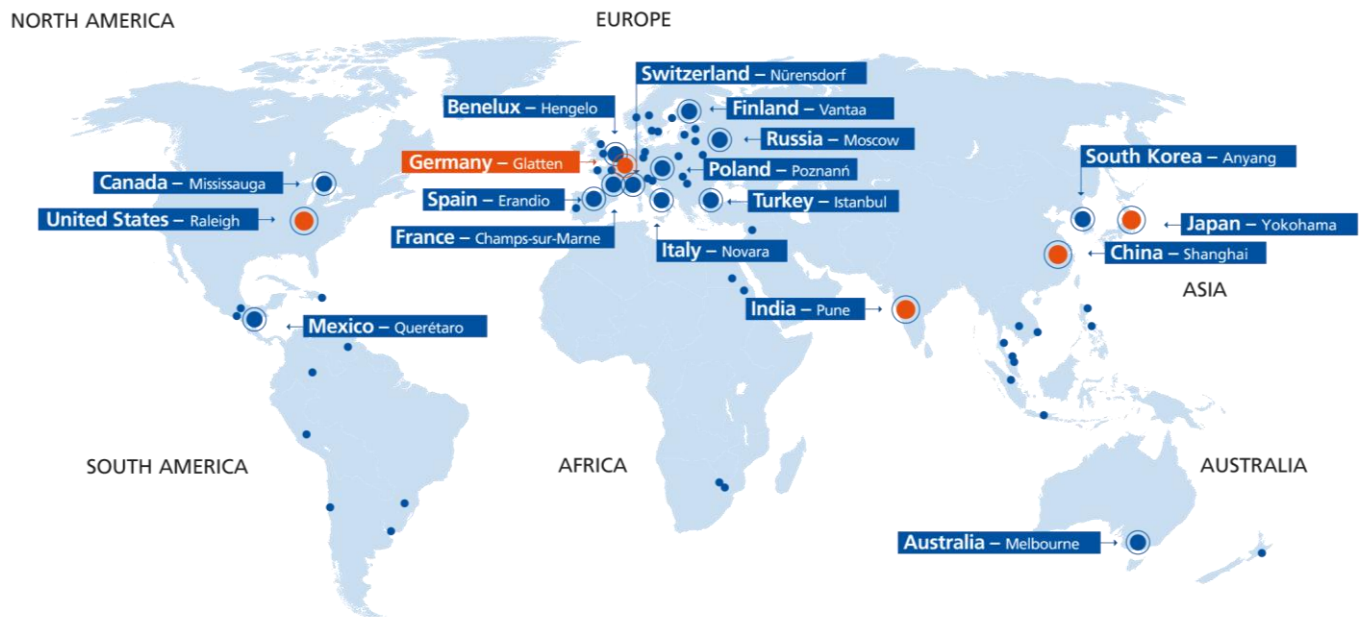 NORTH AMERICA
EUROPE
Switzerland – Nürensdorf
Benelux – Hengelo
Finland – Vantaa
Russia – Moscow
Germany – Glatten
South Korea – Anyang
Canada – Mississauga
Poland – Poznanń
Spain – Erandio
Turkey – Istanbul
United States – Raleigh
Japan – Yokohama
France – Champs-sur-Marne
Italy – Novara
China – Shanghai
ASIA
India – Pune
Mexico – Querétaro
SOUTH AMERICA
AFRICA
AUSTRALIA
Australia – Melbourne